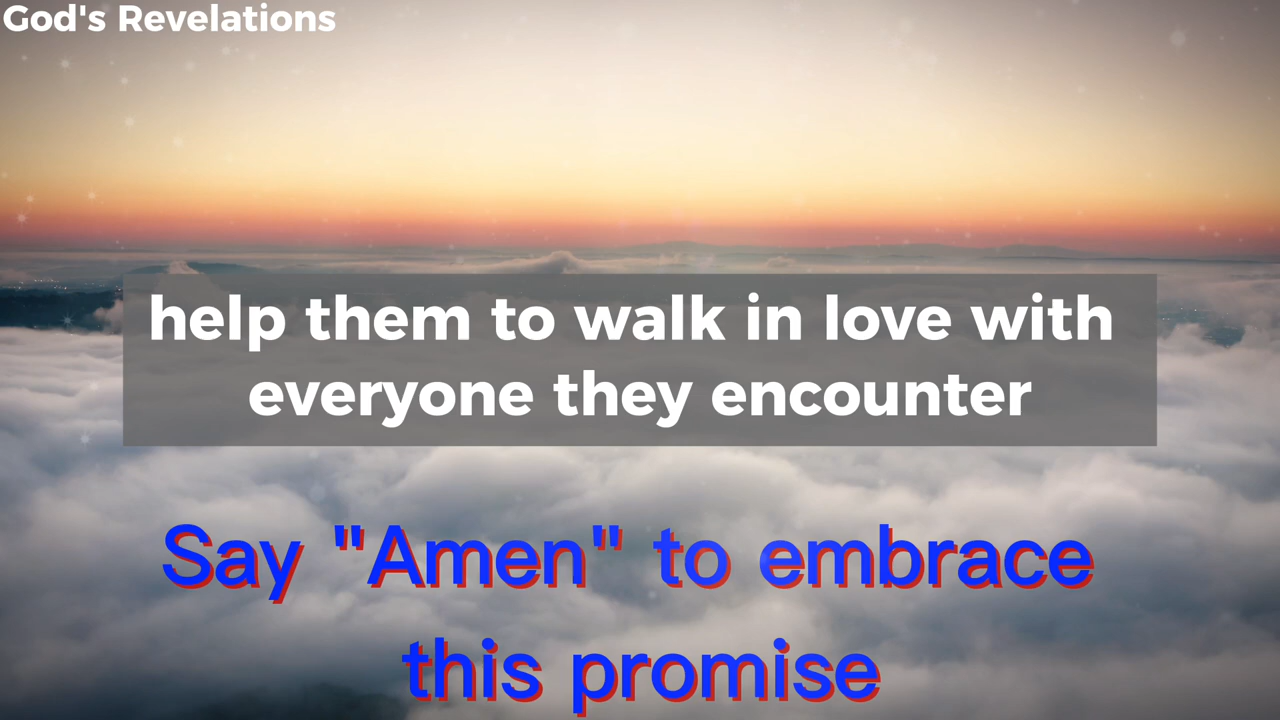 God's Revelations
help them to walk in love with
everyone they encounter
Say "Amen" to embrace
this promise